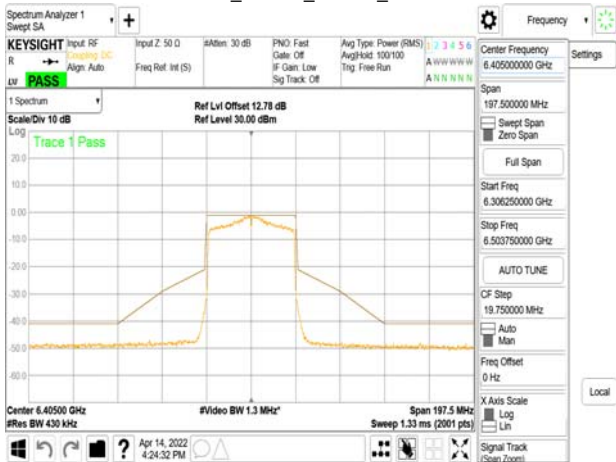 Spectrum Analyzer 1
Swept SA
+
Frequency
KEYSIGHT
R
LV
PASS
Input: RF
Coupling: DC
Align: Auto
Input Z: 50 Ω
Freq Ref: Int (S)
#Atten: 30 dB
PNO: Fast
Gate: Off
IF Gain: Low
Sig Track: Off
Avg Type: Power (RMS)
Avg|Hold: 100/100
Trig: Free Run
1 2 3 4 5 6
A W W W W W
A N N N N N
1 Spectrum
Scale/Div 10 dB
Ref Lvl Offset 12.78 dB
Ref Level 30.00 dBm
Log
Trace 1 Pass
20.0
10.0
0.00
-10.0
-20.0
-30.0
-40.0
-50.0
-60.0
Center 6.40500 GHz
#Res BW 430 kHz
#Video BW 1.3 MHz*
Span 197.5 MHz
Sweep 1.33 ms (2001 pts)
Apr 14, 2022
4:24:32 PM
?
Center Frequency
6.405000000 GHz
Settings
Span
197.500000 MHz
Swept Span
Zero Span
Full Span
Start Freq
6.306250000 GHz
Stop Freq
6.503750000 GHz
AUTO TUNE
CF Step
19.750000 MHz
Auto
Man
Freq Offset
0 Hz
X Axis Scale
Log
Lin
Local
Signal Track
(Span Zoom)